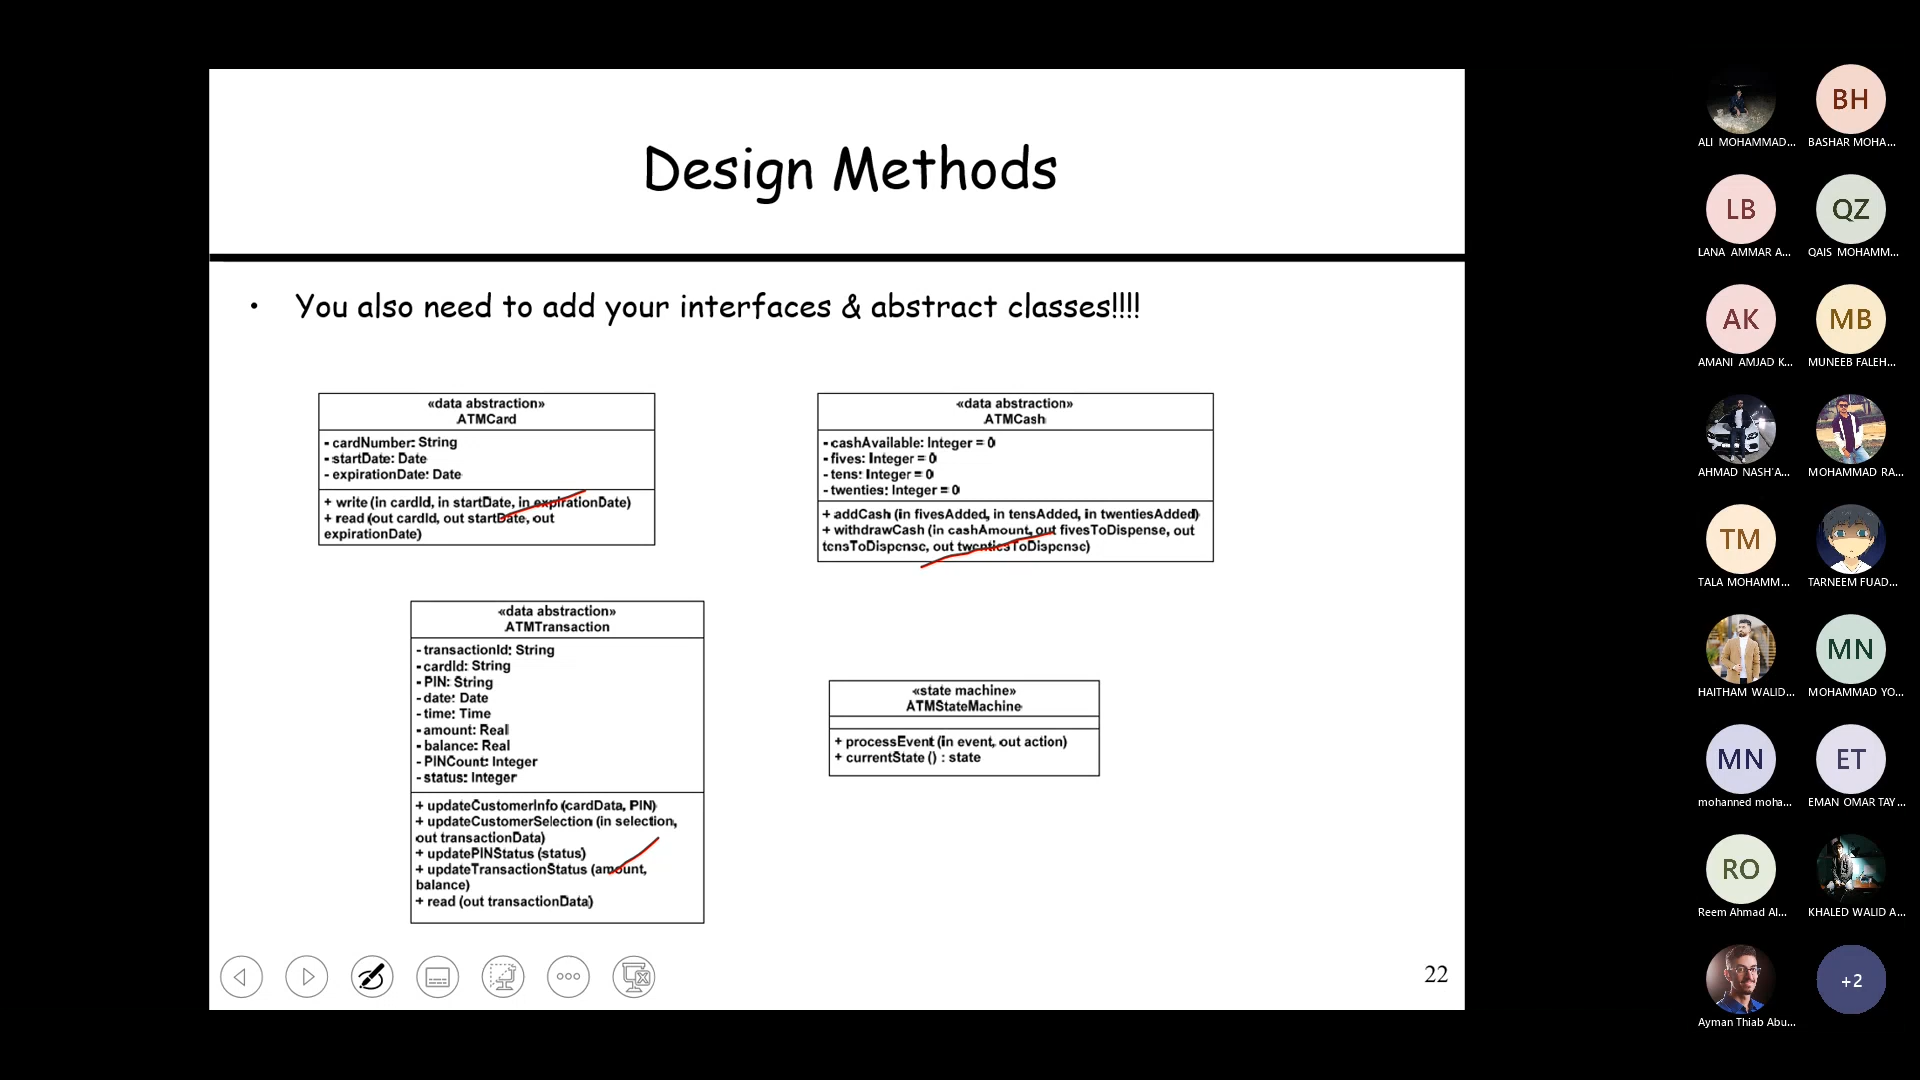 Design Methods
• You also need to add your interfaces & abstract classes!!!!
«data abstraction»
ATMCard
- cardNumber: String
- startDate: Date
- expirationDate: Date
+ write (in cardId, in startDate, in expirationDate)
+ read (out cardId, out startDate, out
expirationDate)
«data abstraction»
ATMCash
- cashAvailable: Integer = 0
- fives: Integer = 0
- tens: Integer = 0
- twenties: Integer = 0
+ addCash (in fivesAdded, in tensAdded, in twentiesAdded)
+ withdrawCash (in cashAmount, out fivesToDispense, out
tensToDispense, out twentiesToDispense)
«data abstraction»
ATMTransaction
- transactionId: String
- cardId: String
- PIN: String
- date: Date
- time: Time
- amount: Real
- balance: Real
- PINCount: Integer
- status: Integer
+ updateCustomerInfo (cardData, PIN)
+ updateCustomerSelection (in selection,
out transactionData)
+ updatePINStatus (status)
+ updateTransactionStatus (amount,
balance)
+ read (out transactionData)
«state machine»
ATMStateMachine
+ processEvent (in event, out action)
+ currentState () : state
22
BH
ALI MOHAMMAD...
BASHAR MOHA...
LB
QZ
LANA AMMAR A...
QAIS MOHAMM...
AK
MB
AMANI AMJAD K...
MUNEEB FALEH...
AHMAD NASH'A...
MOHAMMAD RA...
TM
TALA MOHAMM...
TARNEEM FUAD...
MN
HAITHAM WALID...
MOHAMMAD YO...
MN
ET
mohanned moha...
EMAN OMAR TAY...
RO
Reem Ahmad Al...
KHALED WALID A...
+2
Ayman Thiab Abu...